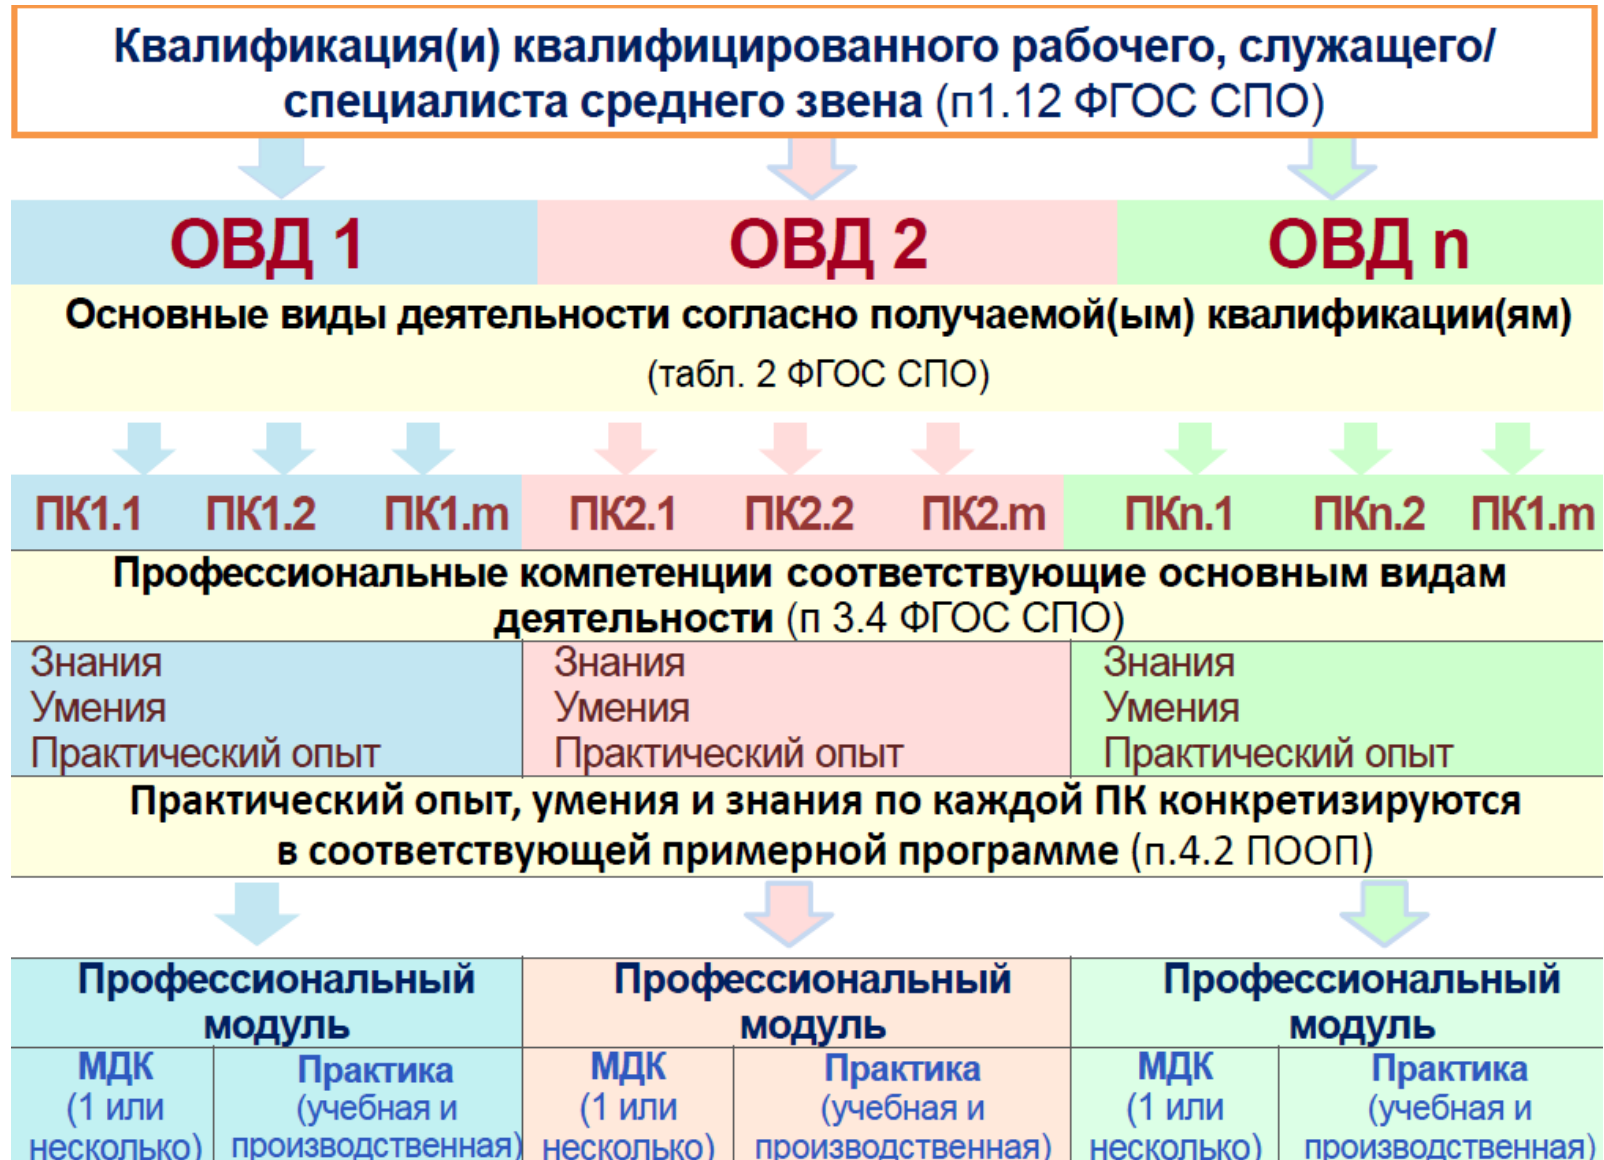 Квалификация(и) квалифицированного рабочего, служащего/
специалиста среднего звена (п1.12 ФГОС СПО)
ОВД 1 ОВД 2 ОВД n
Основные виды деятельности согласно получаемой(ым) квалификации(ям)
(табл. 2 ФГОС СПО)
ПК1.1 ПК1.2 ПК1.m ПК2.1 ПК2.2 ПК2.m ПКn.1 ПКn.2 ПК1.m
Профессиональные компетенции соответствующие основным видам
деятельности (п 3.4 ФГОС СПО)
Знания
Умения
Практический опыт
Знания
Умения
Практический опыт
Знания
Умения
Практический опыт
Практический опыт, умения и знания по каждой ПК конкретизируются
в соответствующей примерной программе (п.4.2 ПООП)
Профессиональный
модуль
МДК
(1 или
несколько)
Практика
(учебная и
производственная)
Профессиональный
модуль
МДК
(1 или
несколько)
Практика
(учебная и
производственная)
Профессиональный
модуль
МДК
(1 или
несколько)
Практика
(учебная и
производственная)